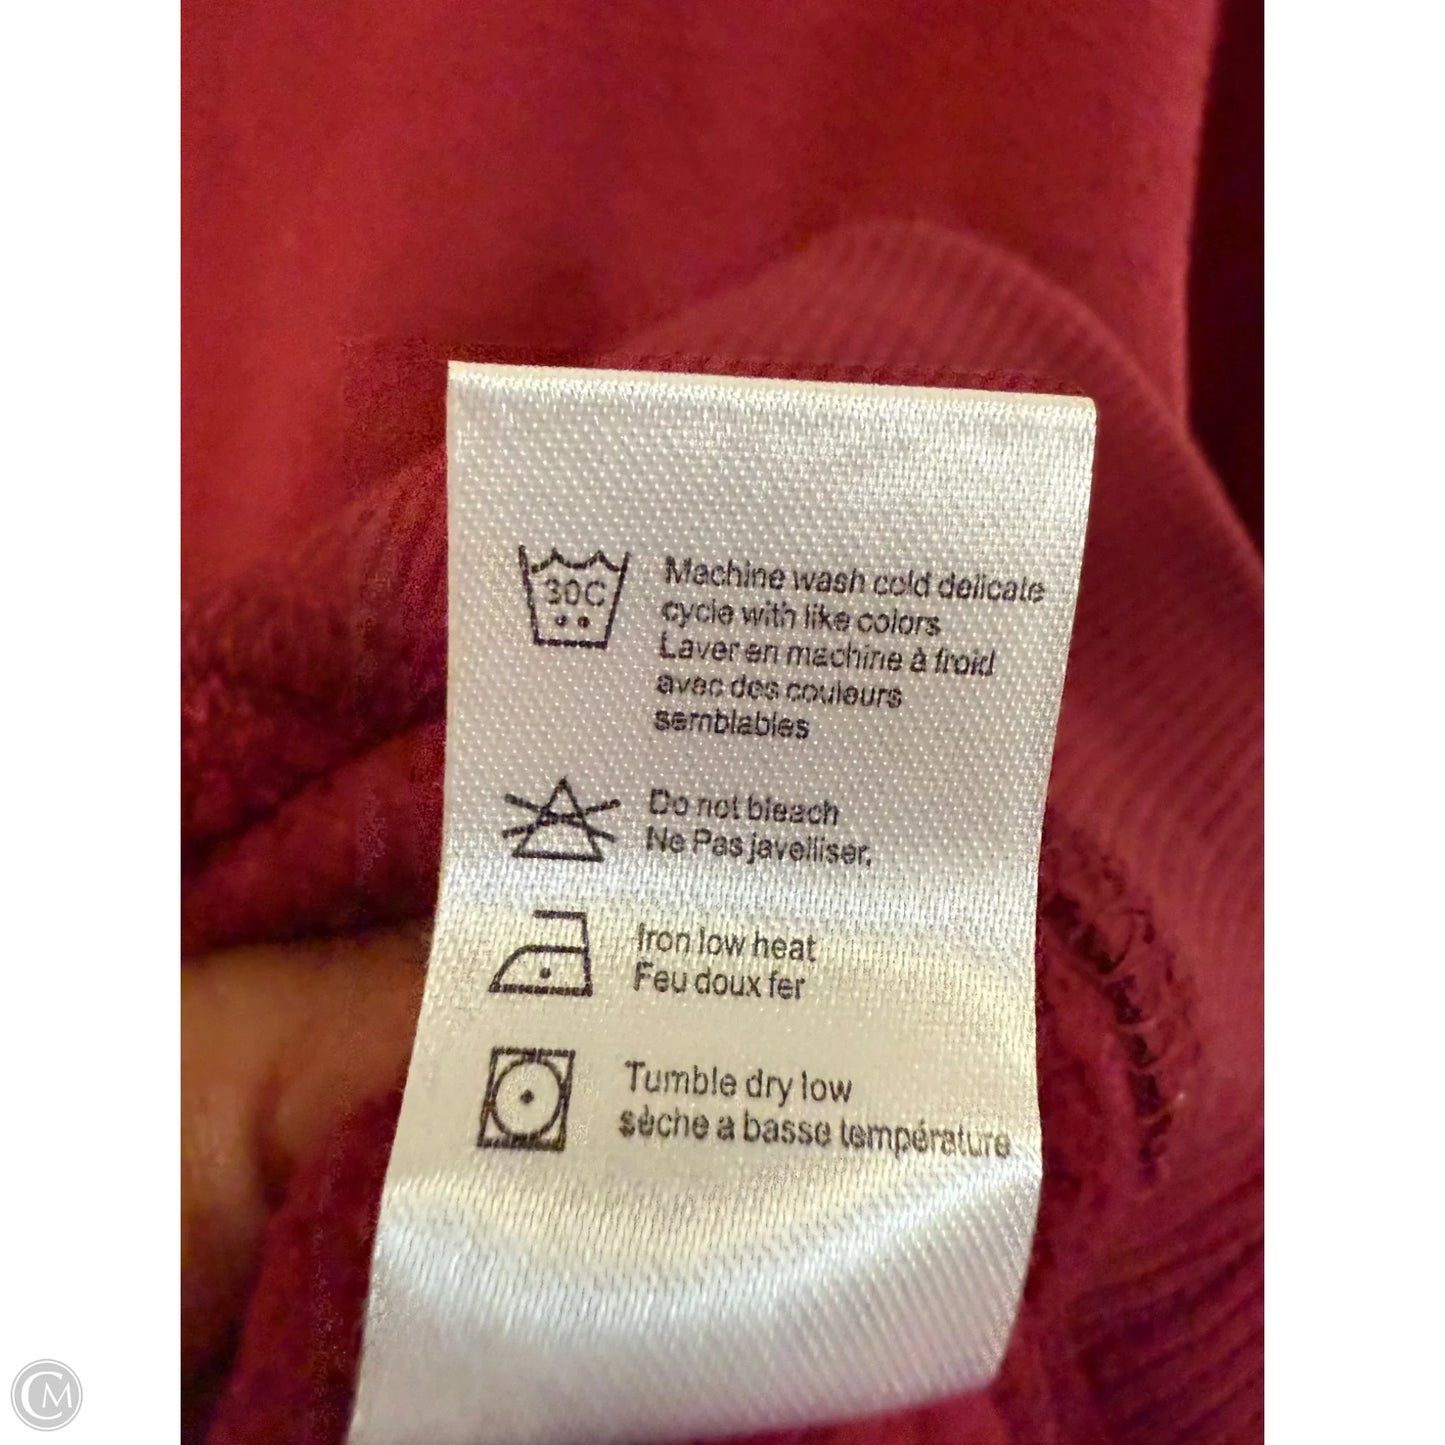 30C
Machine wash cold delicate
cycle with like colors
Laver en machine à froid
avec des couleurs
semblables
Do not bleach
Ne Pas javelliser.
Iron low heat
Feu doux fer
Tumble dry low
sèche a basse température
CM